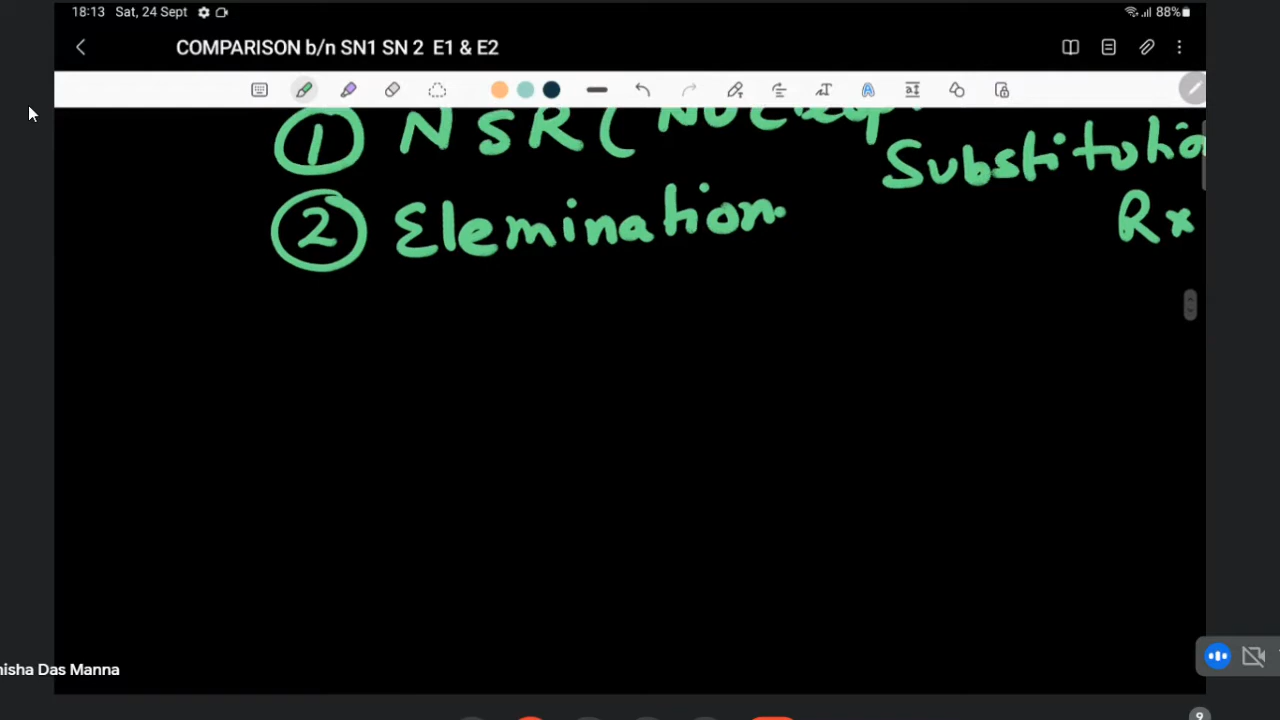 18:13 Sat, 24 Sept 88%
COMPARISON b/n SN1 SN 2 E1 & E2
① NSR (
Substitutio
Rx
② Elemination
nisha Das Manna